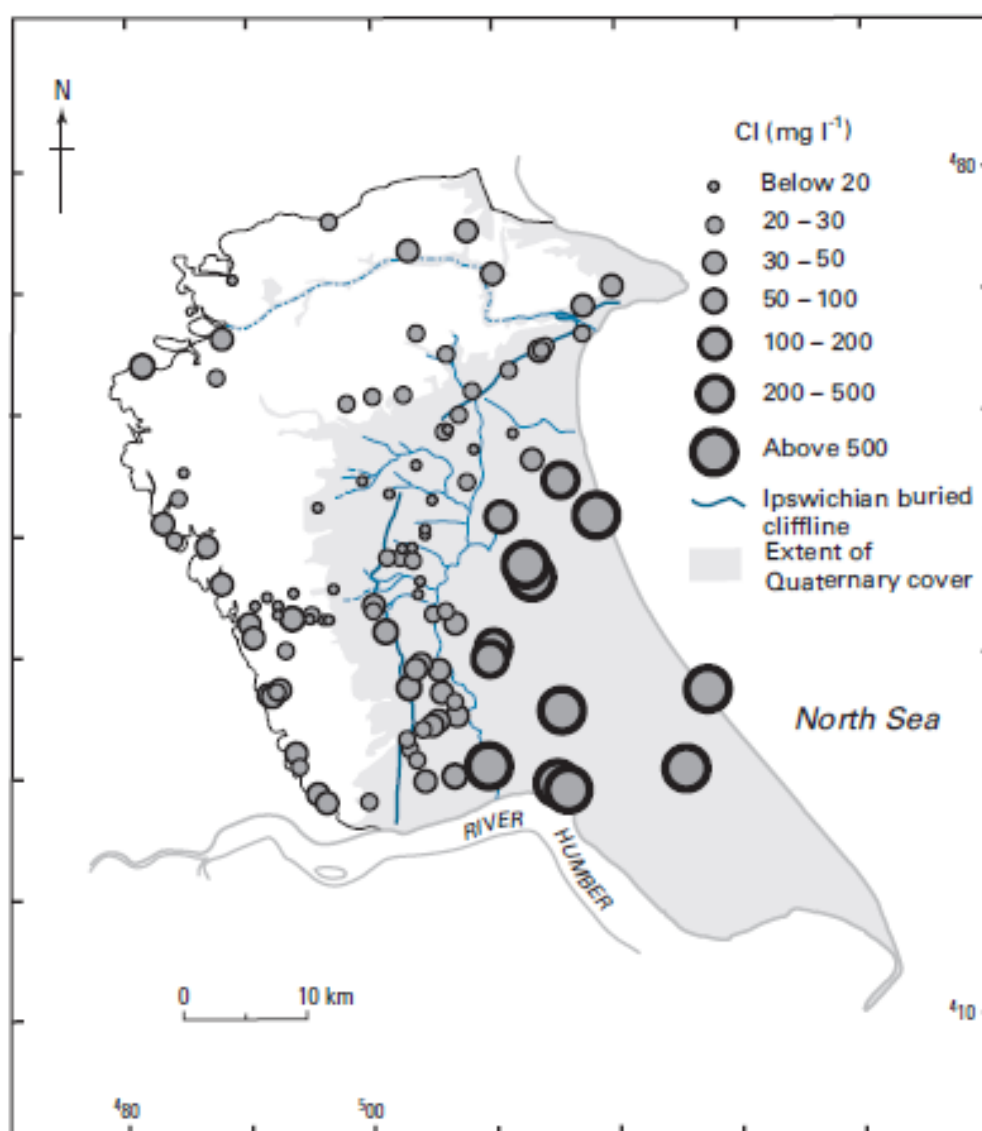 N
Cl (mg l⁻¹)
Below 20
20 – 30
30 – 50
50 – 100
100 – 200
200 – 500
Above 500
Ipswichian buried
cliffline
Extent of
Quaternary cover
⁴80
North Sea
RIVER
HUMBER
0 10 km
⁴10
⁴80
⁵00